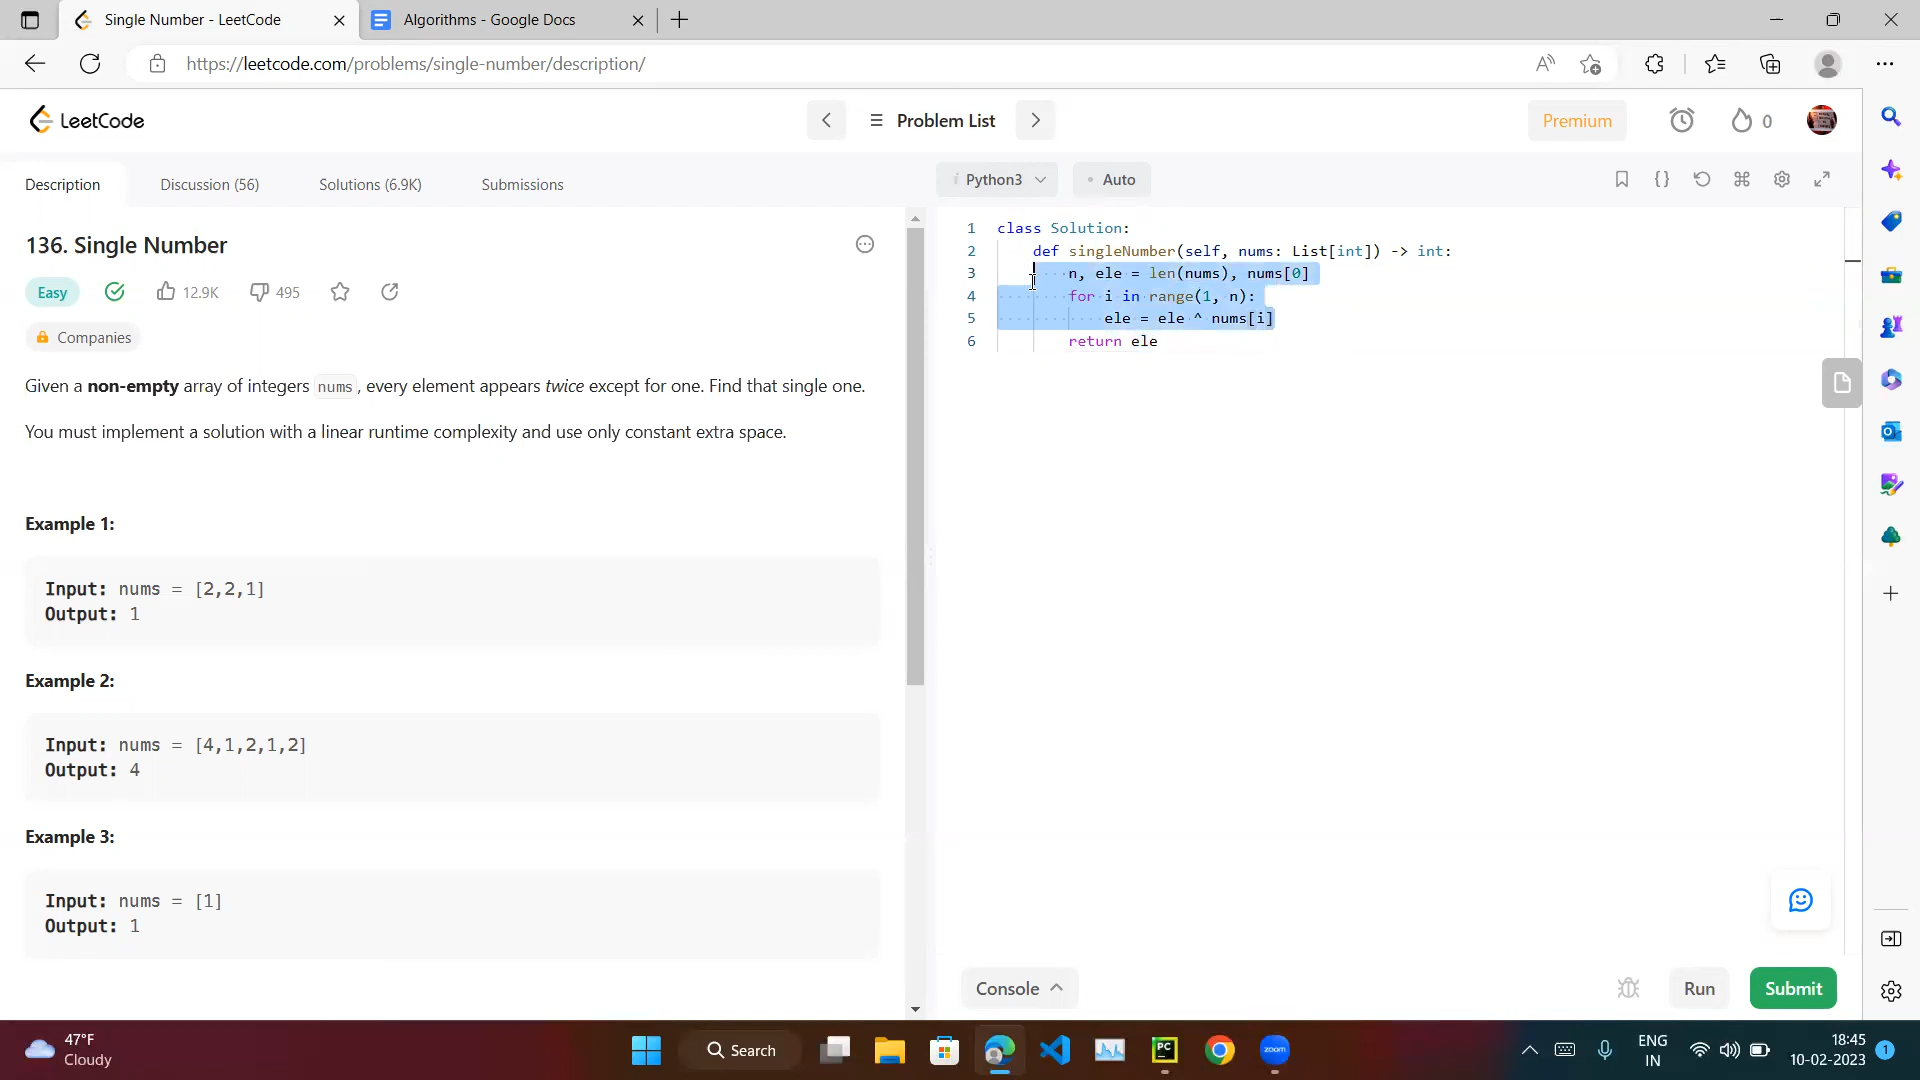 Single Number - LeetCode
Algorithms - Google Docs
https://leetcode.com/problems/single-number/description/
LeetCode
Problem List
Premium
0
Description
Discussion (56)
Solutions (6.9K)
Submissions
Python3
Auto
136. Single Number
Easy
12.9K
495
Companies
Given a non-empty array of integers nums, every element appears twice except for one. Find that single one.
You must implement a solution with a linear runtime complexity and use only constant extra space.
Example 1:
Input: nums = [2,2,1]
Output: 1
Example 2:
Input: nums = [4,1,2,1,2]
Output: 4
Example 3:
Input: nums = [1]
Output: 1
1 class Solution:
2 def singleNumber(self, nums: List[int]) -> int:
3 n, ele = len(nums), nums[0]
4 for i in range(1, n):
5 ele = ele ^ nums[i]
6 return ele
Console
Run
Submit
47°F
Cloudy
Search
PC
zoom
ENG
IN
18:45
10-02-2023
1